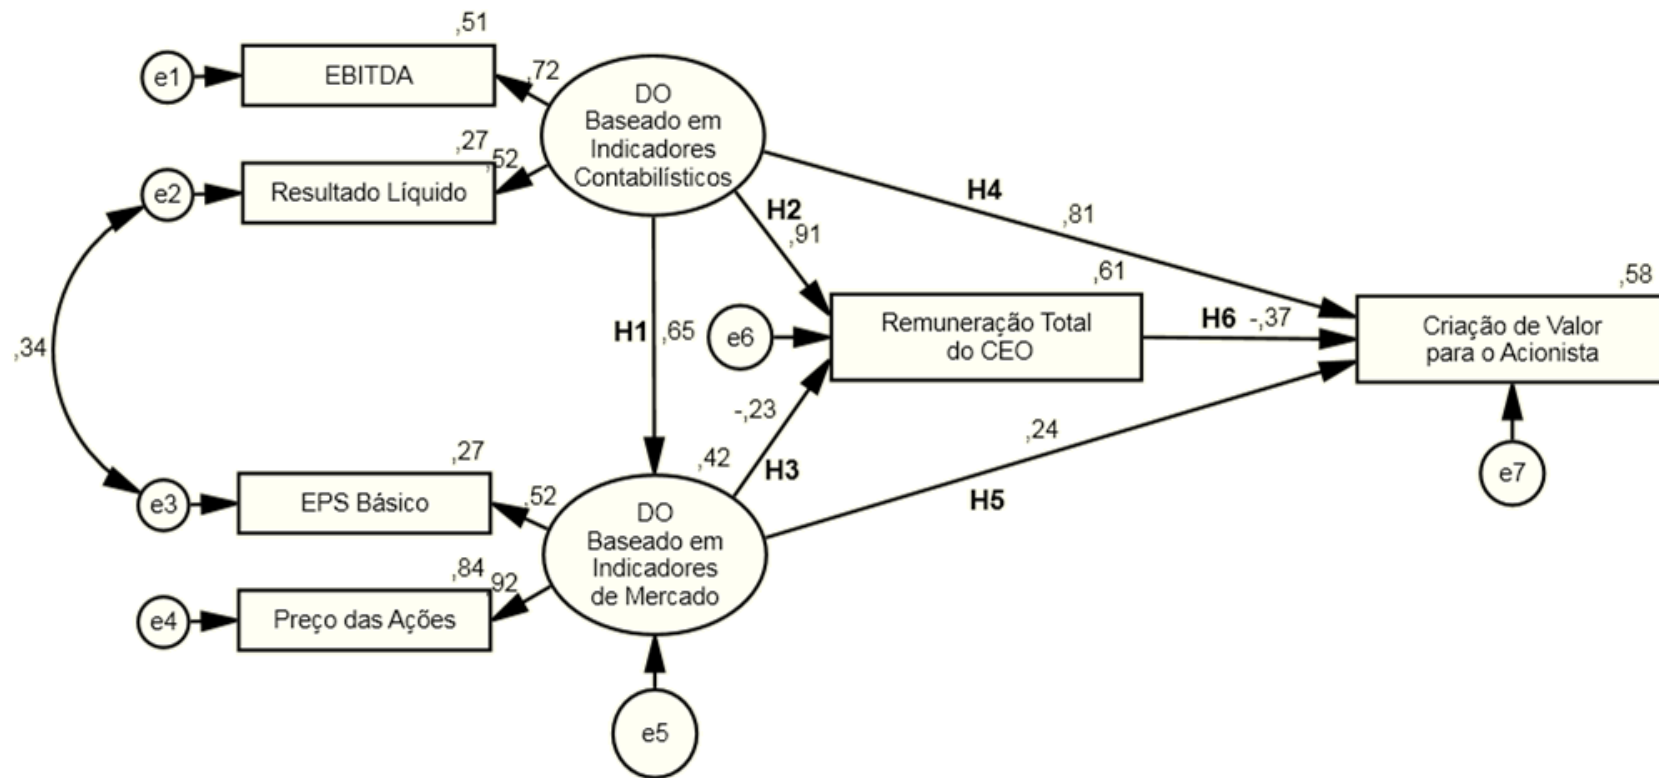 ,51
e1
EBITDA
,72
DO
Baseado em
Indicadores
Contabilísticos
,27
,52
e2
Resultado Líquido
H4
,81
H2
,91
,61
,58
H1
,65
e6
Remuneração Total
do CEO
H6 -,37
Criação de Valor
para o Acionista
,34
-,23
,24
,27
,42
H3
e3
EPS Básico
,52
H5
e7
DO
Baseado em
Indicadores
de Mercado
,84
,92
e4
Preço das Ações
e5